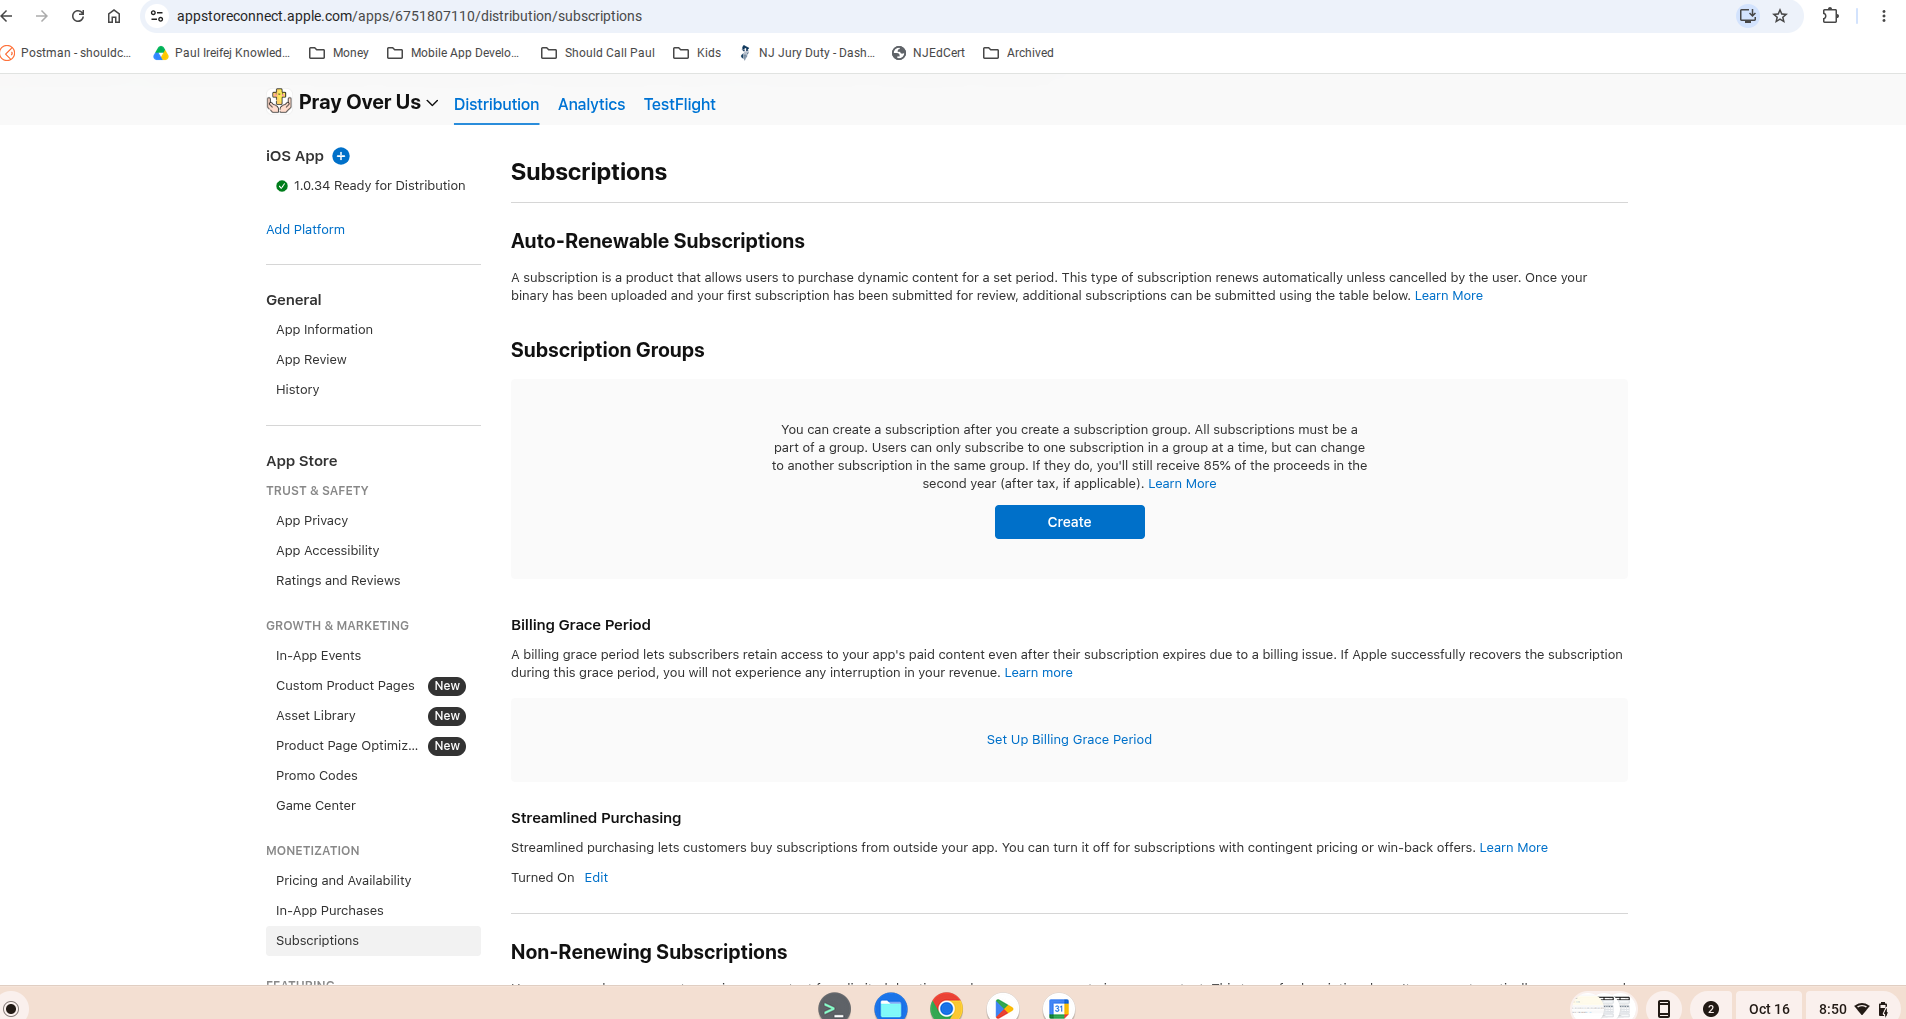 appstoreconnect.apple.com/apps/6751807110/distribution/subscriptions
Postman - shouldc...
Paul Ireifej Knowled...
Money
Mobile App Develo...
Should Call Paul
Kids
NJ Jury Duty - Dash...
NJEdCert
Archived
Pray Over Us
Distribution
Analytics
TestFlight
iOS App
1.0.34 Ready for Distribution
Add Platform
General
App Information
App Review
History
App Store
TRUST & SAFETY
App Privacy
App Accessibility
Ratings and Reviews
GROWTH & MARKETING
In-App Events
Custom Product Pages New
Asset Library New
Product Page Optimiz... New
Promo Codes
Game Center
MONETIZATION
Pricing and Availability
In-App Purchases
Subscriptions
FEATURING
Subscriptions
Auto-Renewable Subscriptions
A subscription is a product that allows users to purchase dynamic content for a set period. This type of subscription renews automatically unless cancelled by the user. Once your
binary has been uploaded and your first subscription has been submitted for review, additional subscriptions can be submitted using the table below. Learn More
Subscription Groups
You can create a subscription after you create a subscription group. All subscriptions must be a
part of a group. Users can only subscribe to one subscription in a group at a time, but can change
to another subscription in the same group. If they do, you'll still receive 85% of the proceeds in the
second year (after tax, if applicable). Learn More
Create
Billing Grace Period
A billing grace period lets subscribers retain access to your app's paid content even after their subscription expires due to a billing issue. If Apple successfully recovers the subscription
during this grace period, you will not experience any interruption in your revenue. Learn more
Set Up Billing Grace Period
Streamlined Purchasing
Streamlined purchasing lets customers buy subscriptions from outside your app. You can turn it off for subscriptions with contingent pricing or win-back offers. Learn More
Turned On Edit
Non-Renewing Subscriptions
31
2
Oct 16
8:50